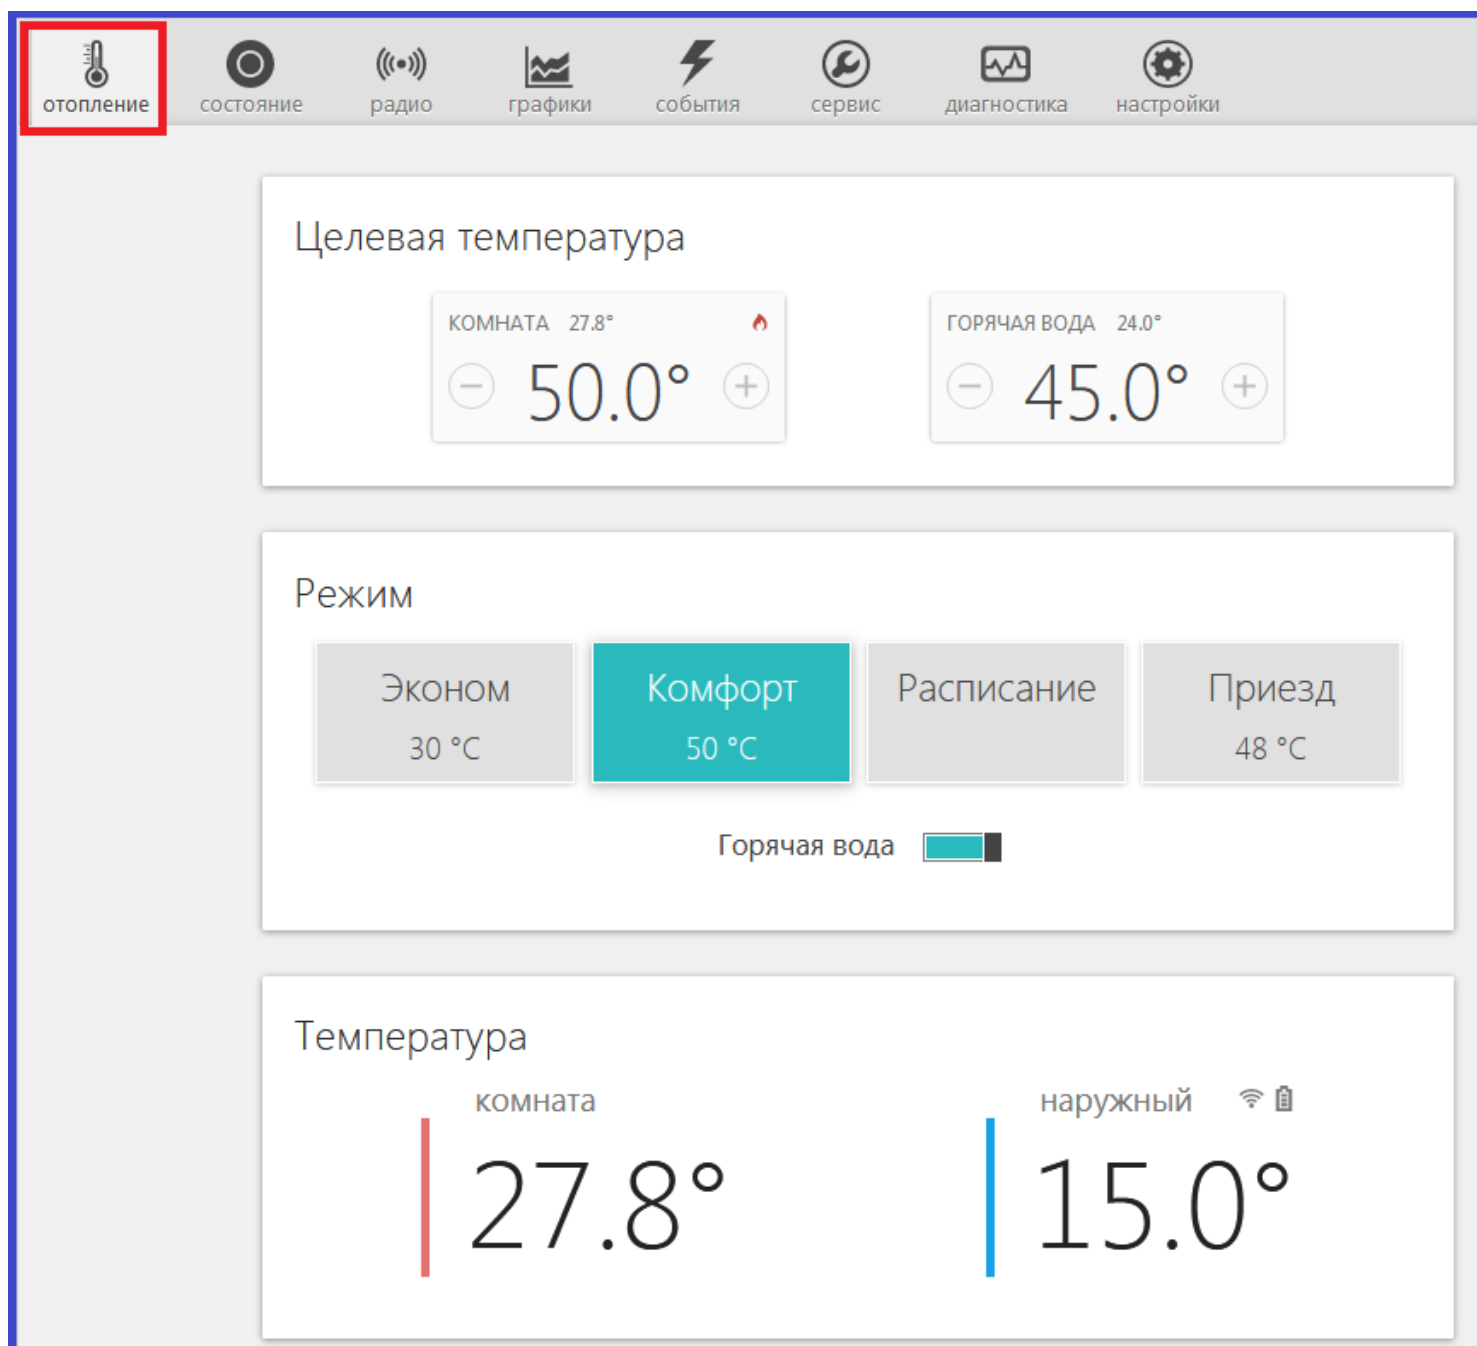 отопление состояние радио графики события сервис диагностика настройки
Целевая температура
КОМНАТА 27.8° ГОРЯЧАЯ ВОДА 24.0°
50.0° 45.0°
Режим
Эконом Комфорт Расписание Приезд
30 °C 50 °C 48 °C
Горячая вода
Температура
комната наружный
27.8° 15.0°